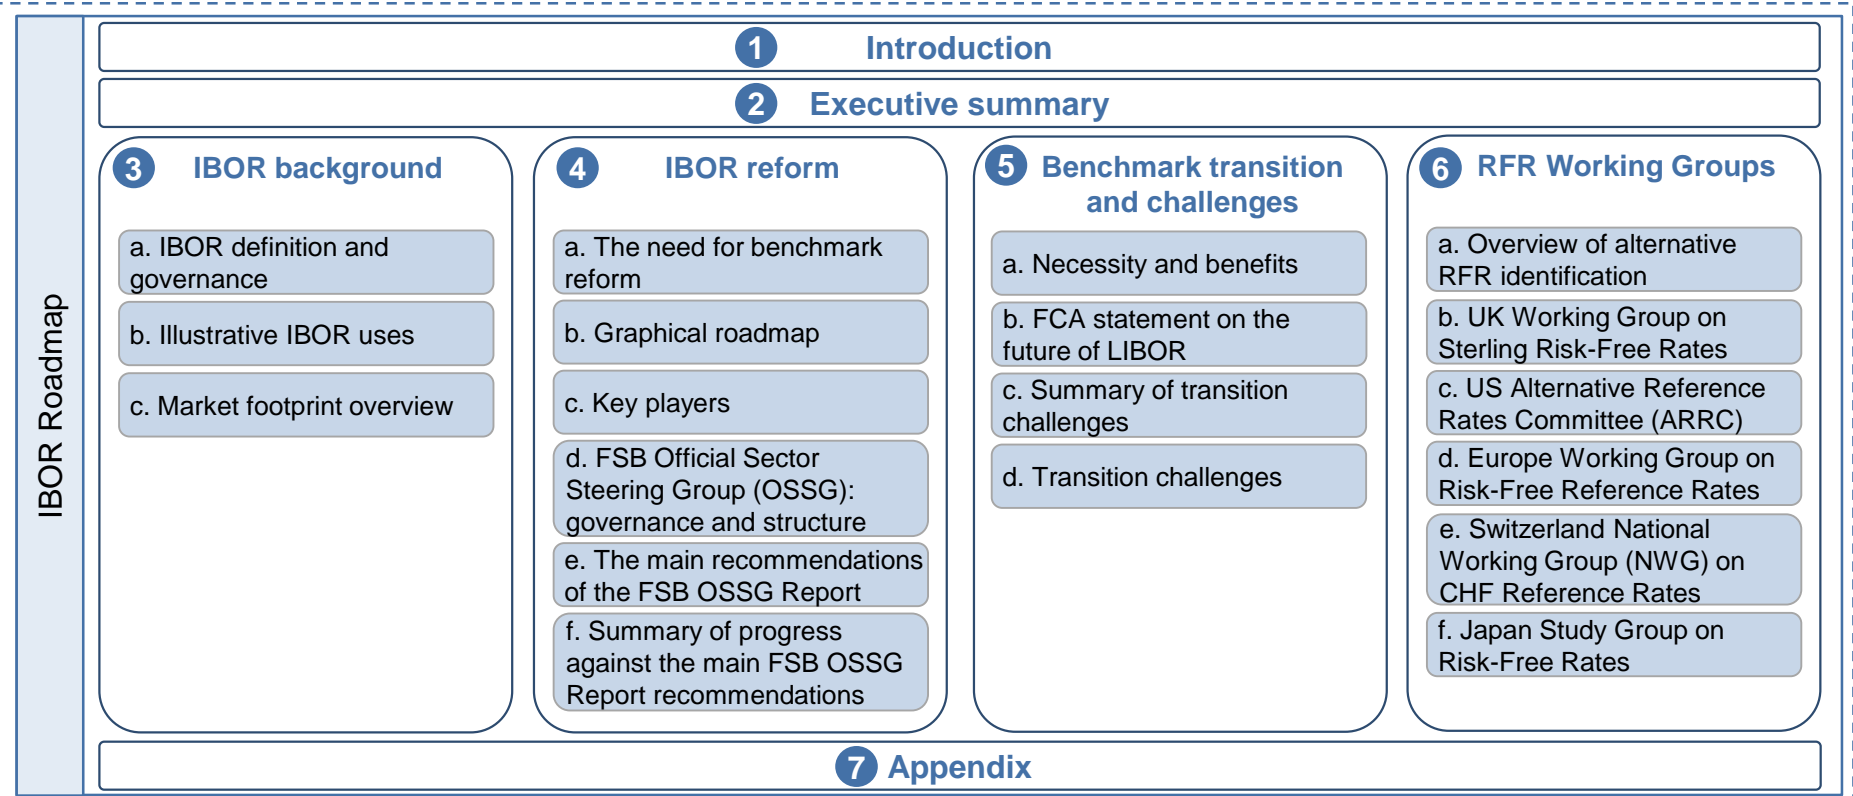 IBOR Roadmap
1 Introduction
2 Executive summary
3 IBOR background
a. IBOR definition and
governance
b. Illustrative IBOR uses
c. Market footprint overview
4 IBOR reform
a. The need for benchmark
reform
b. Graphical roadmap
c. Key players
d. FSB Official Sector
Steering Group (OSSG):
governance and structure
e. The main recommendations
of the FSB OSSG Report
f. Summary of progress
against the main FSB OSSG
Report recommendations
5 Benchmark transition
and challenges
a. Necessity and benefits
b. FCA statement on the
future of LIBOR
c. Summary of transition
challenges
d. Transition challenges
6 RFR Working Groups
a. Overview of alternative
RFR identification
b. UK Working Group on
Sterling Risk-Free Rates
c. US Alternative Reference
Rates Committee (ARRC)
d. Europe Working Group on
Risk-Free Reference Rates
e. Switzerland National
Working Group (NWG) on
CHF Reference Rates
f. Japan Study Group on
Risk-Free Rates
7 Appendix